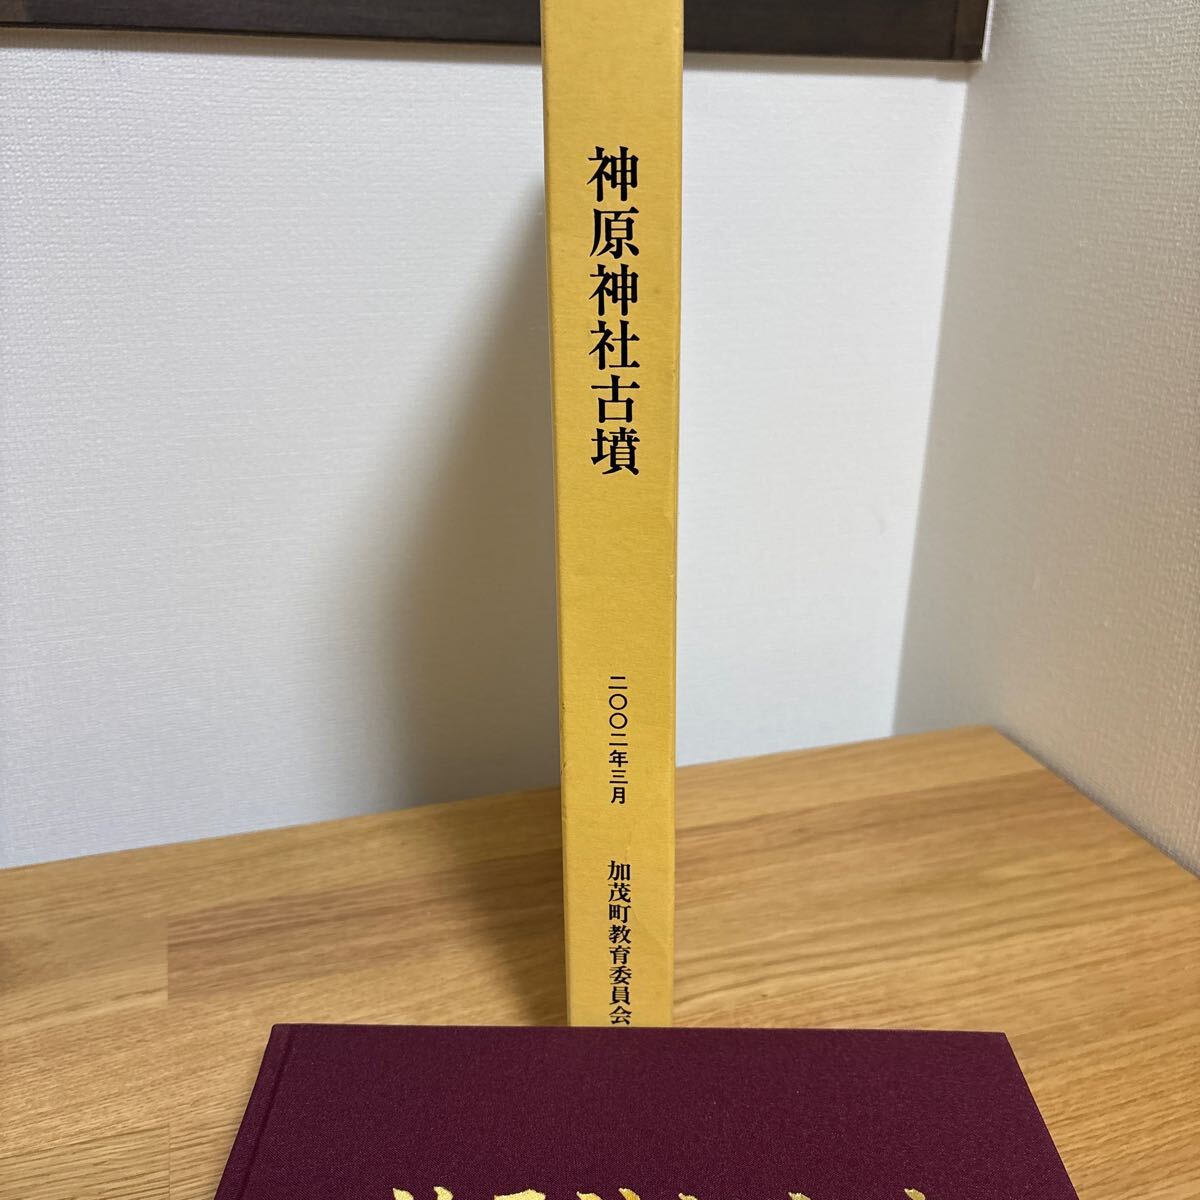 神原神社古墳
二〇〇二年三月
加茂町教育委員会